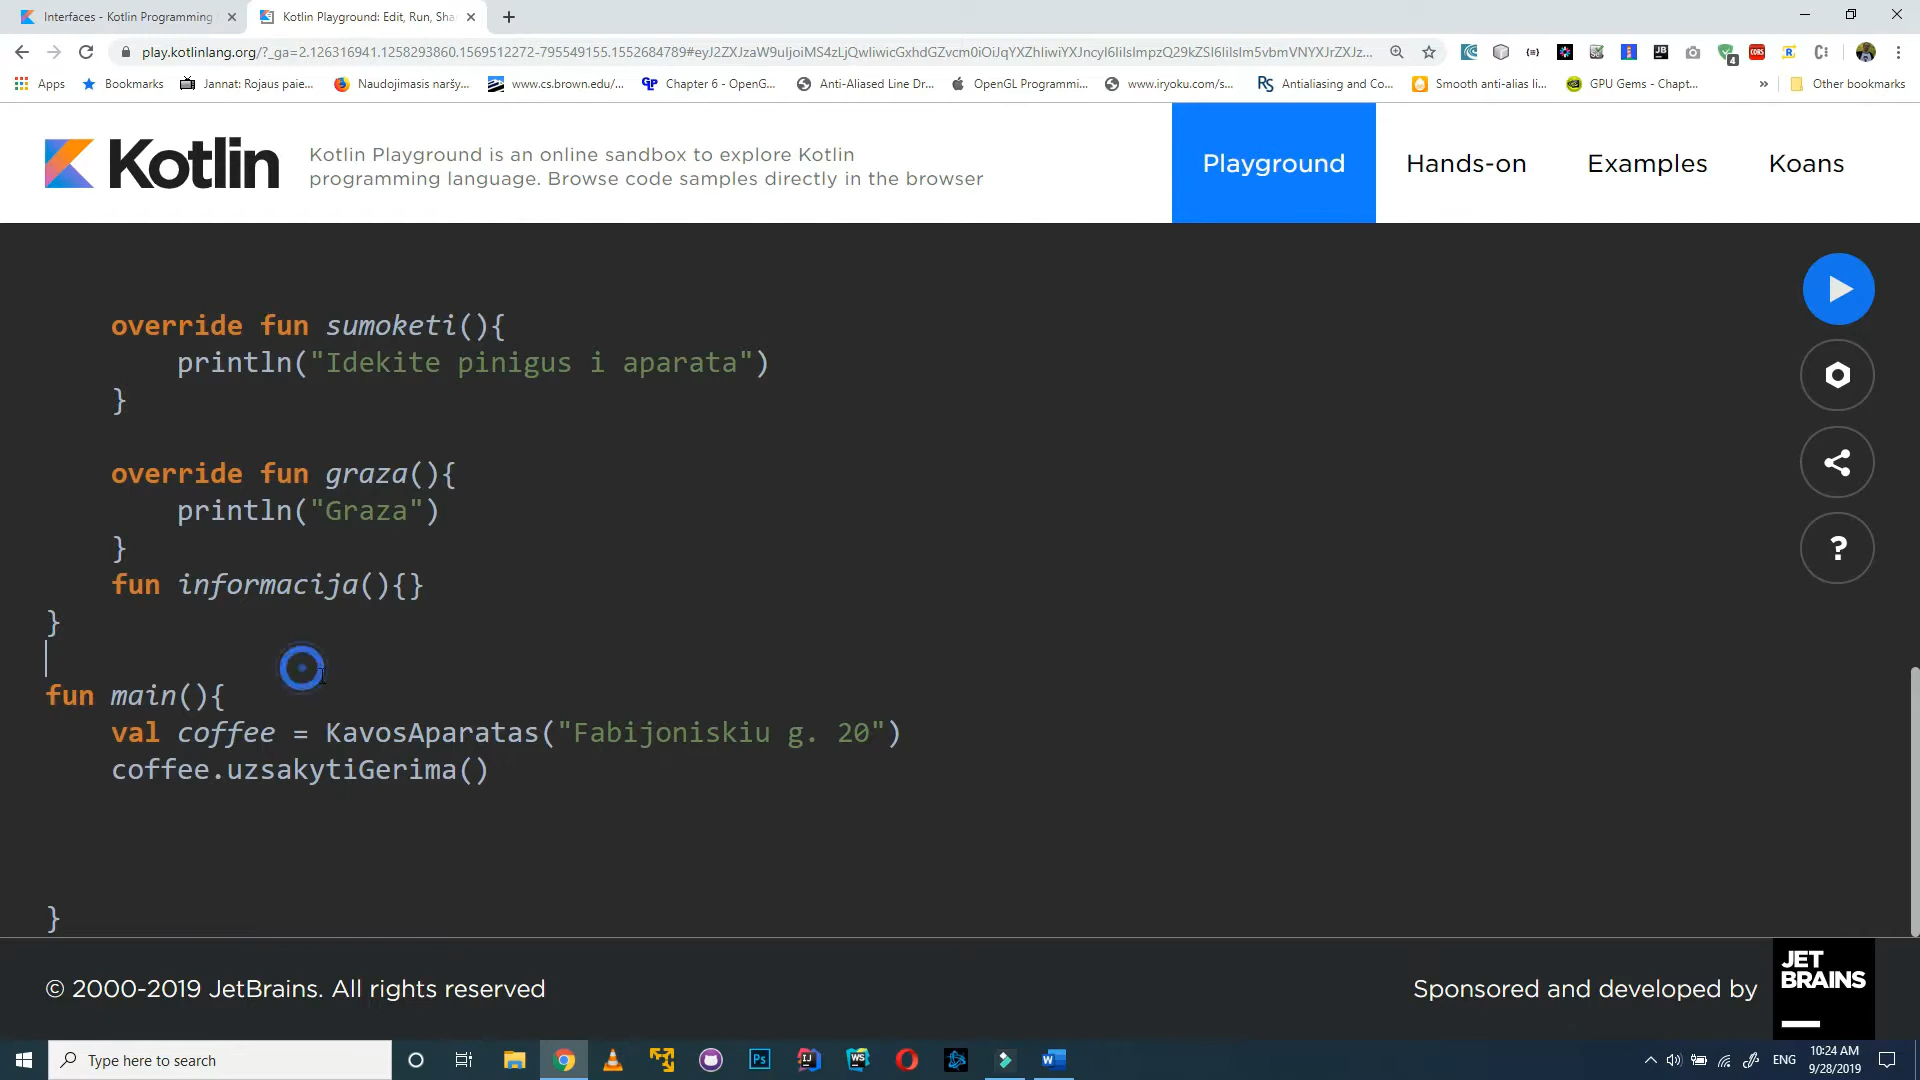 Interfaces - Kotlin Programming
Kotlin Playground: Edit, Run, Sha
play.kotlinlang.org/?_ga=2.126316941.1258293860.1569512272-795549155.1552684789#
Apps
Bookmarks
Jannat: Rojaus paie...
Naudojimasis naršy...
www.cs.brown.edu/...
Chapter 6 - OpenG...
Anti-Aliased Line Dr...
OpenGL Programmi...
www.iryoku.com/s...
Antialiasing and Co...
Smooth anti-alias li...
GPU Gems - Chapt...
»
Other bookmarks
Kotlin
Kotlin Playground is an online sandbox to explore Kotlin
programming language. Browse code samples directly in the browser
Playground
Hands-on
Examples
Koans
override fun sumoketi(){
println("Idekite pinigus i aparata")
}
override fun graza(){
println("Graza")
}
fun informacija(){}
}
fun main(){
val coffee = KavosAparatas("Fabijoniskiu g. 20")
coffee.uzsakytiGerima()
}
?
© 2000-2019 JetBrains. All rights reserved
Sponsored and developed by
JET
BRAINS
Type here to search
ENG
10:24 AM
9/28/2019